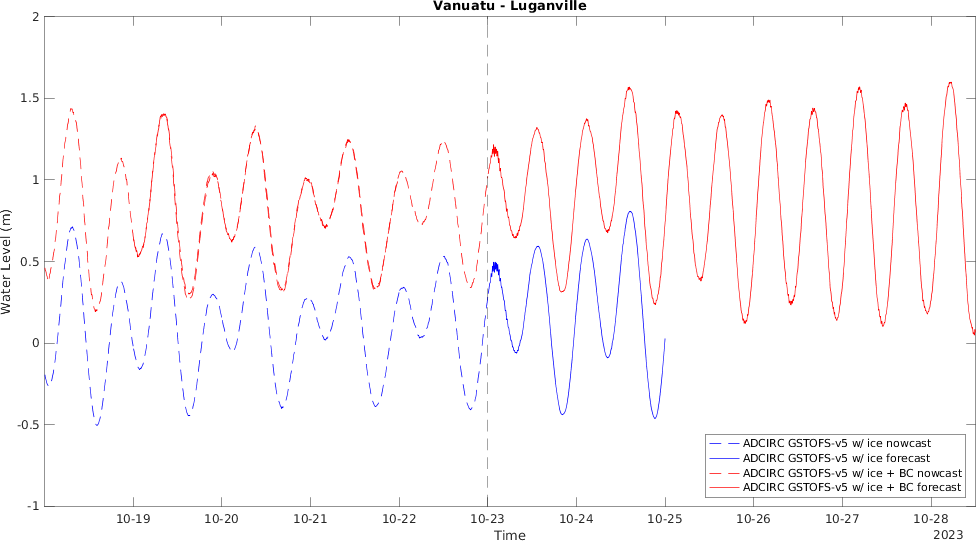 Vanuatu - Luganville
2
1.5
1
0.5
0
-0.5
-1
Water Level (m)
ADCIRC GSTOFS-v5 w/ ice nowcast
ADCIRC GSTOFS-v5 w/ ice forecast
ADCIRC GSTOFS-v5 w/ ice + BC nowcast
ADCIRC GSTOFS-v5 w/ ice + BC forecast
10-19 10-20 10-21 10-22 10-23 10-24 10-25 10-26 10-27 10-28
Time
2023